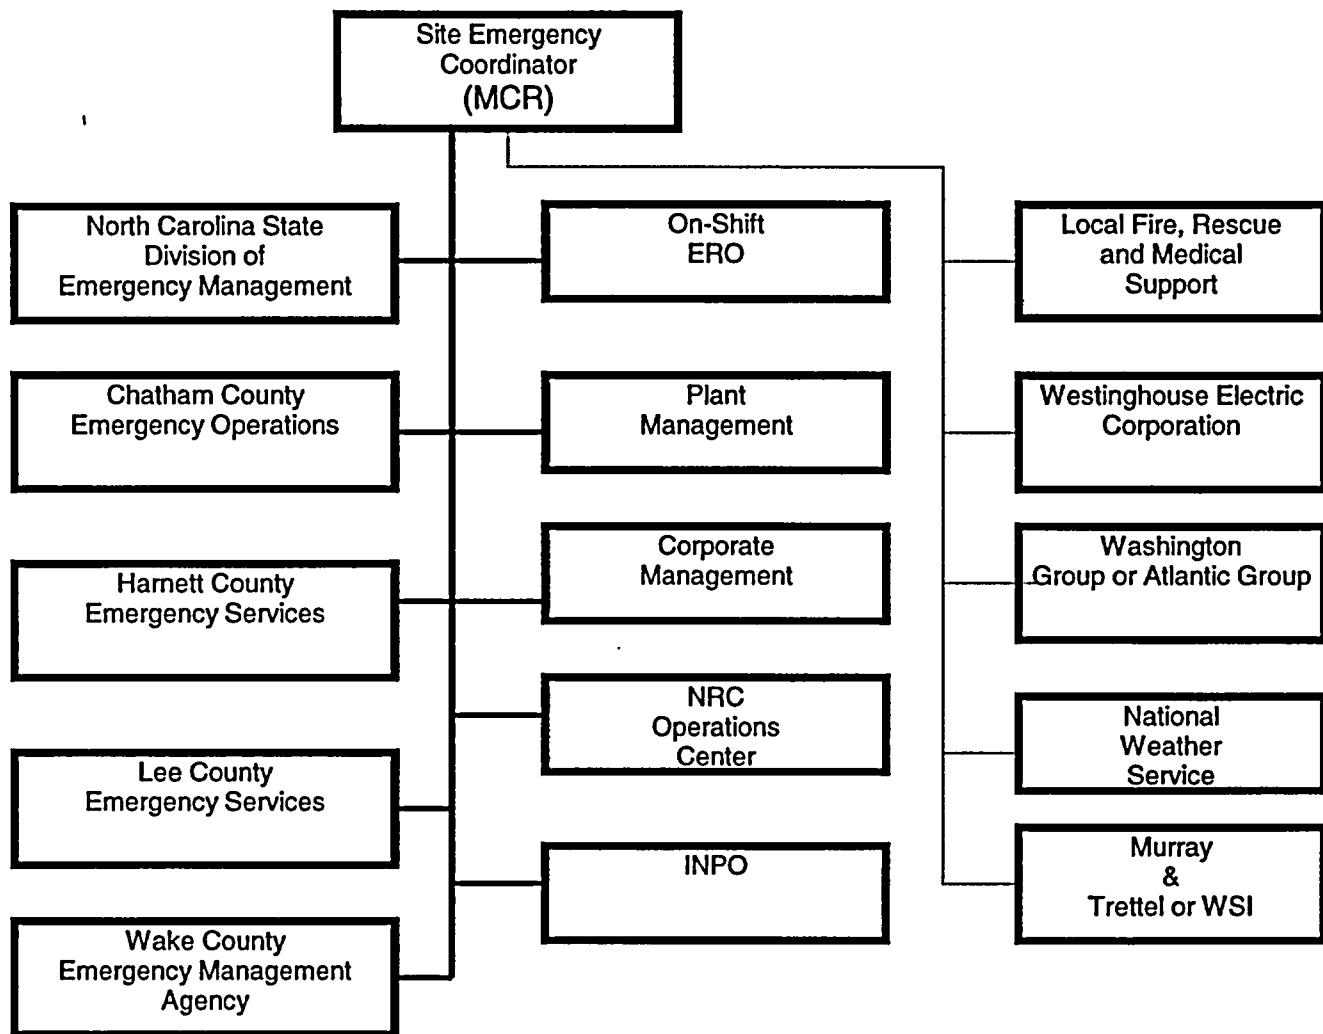 Site Emergency
Coordinator
(MCR)
North Carolina State
Division of
Emergency Management
On-Shift
ERO
Local Fire, Rescue
and Medical
Support
Chatham County
Emergency Operations
Plant
Management
Westinghouse Electric
Corporation
Harnett County
Emergency Services
Corporate
Management
Washington
Group or Atlantic Group
Lee County
Emergency Services
NRC
Operations
Center
National
Weather
Service
Wake County
Emergency Management
Agency
INPO
Murray
&
Trettel or WSI